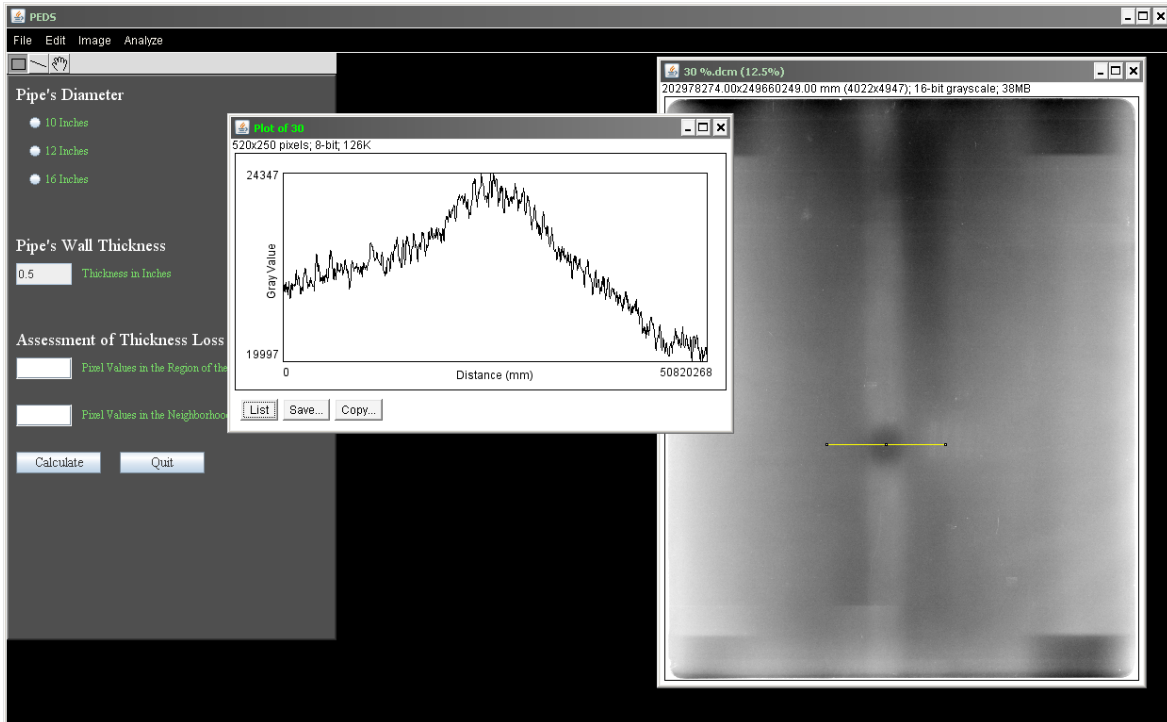 PEDS
File Edit Image Analyze
Pipe's Diameter
10 Inches
12 Inches
16 Inches
Pipe's Wall Thickness
0.5 Thickness in Inches
Assessment of Thickness Loss
Pixel Values in the Region of the
Pixel Values in the Neighborhoo
Calculate Quit
Plot of 30
520x250 pixels; 8-bit; 126K
24347
Gray Value
19997
0 Distance (mm) 50820268
List Save... Copy...
30 %.dcm (12.5%)
202978274.00x249660249.00 mm (4022x4947); 16-bit grayscale; 38MB